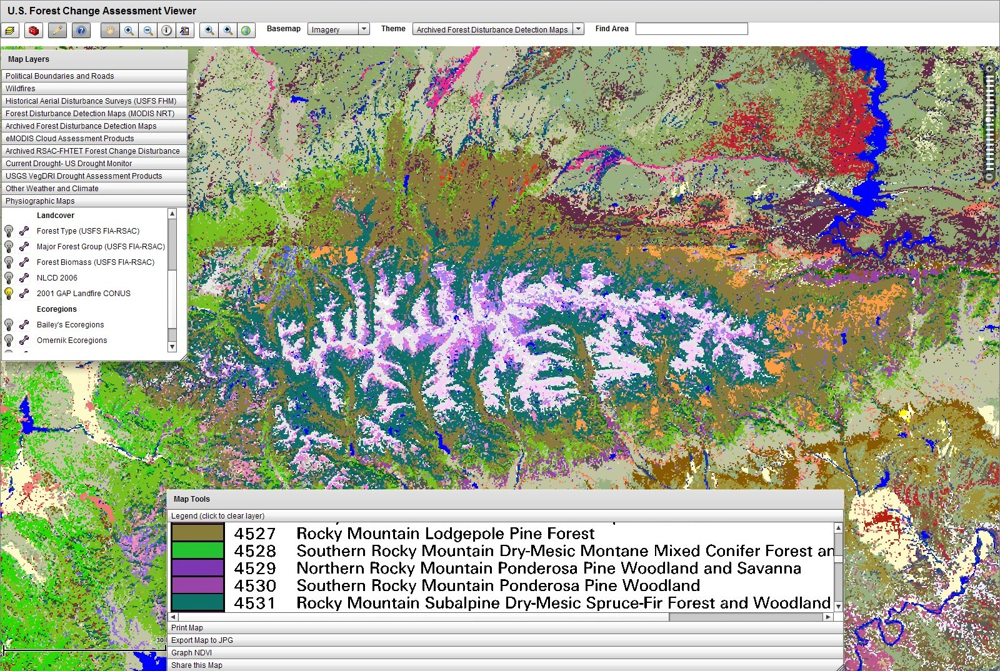 U.S. Forest Change Assessment Viewer
Basemap Imagery Theme Archived Forest Disturbance Detection Maps Find Area
Map Layers
Political Boundaries and Roads
Wildfires
Historical Aerial Disturbance Surveys (USFS FHM)
Forest Disturbance Detection Maps (MODIS NRT)
Archived Forest Disturbance Detection Maps
eMODIS Cloud Assessment Products
Archived RSAC-FHTET Forest Change Disturbance
Current Drought- US Drought Monitor
USGS VegDRI Drought Assessment Products
Other Weather and Climate
Physiographic Maps
Landcover
Forest Type (USFS FIA-RSAC)
Major Forest Group (USFS FIA-RSAC)
Forest Biomass (USFS FIA-RSAC)
NLCD 2006
2001 GAP Landfire CONUS
Ecoregions
Bailey's Ecoregions
Omernik Ecoregions
Map Tools
Legend (click to clear layer)
4527 Rocky Mountain Lodgepole Pine Forest
4528 Southern Rocky Mountain Dry-Mesic Montane Mixed Conifer Forest an
4529 Northern Rocky Mountain Ponderosa Pine Woodland and Savanna
4530 Southern Rocky Mountain Ponderosa Pine Woodland
4531 Rocky Mountain Subalpine Dry-Mesic Spruce-Fir Forest and Woodland
30
Print Map
Export Map to JPG
Graph NDVI
Share this Map